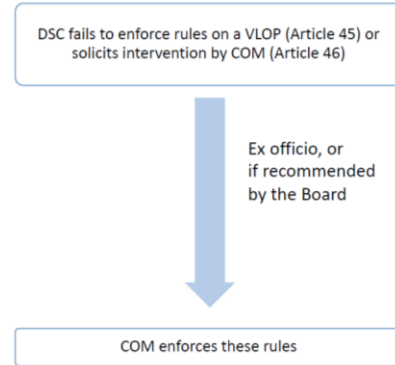 DSC fails to enforce rules on a VLOP (Article 45) or
solicits intervention by COM (Article 46)
Ex officio, or
if recommended
by the Board
COM enforces these rules